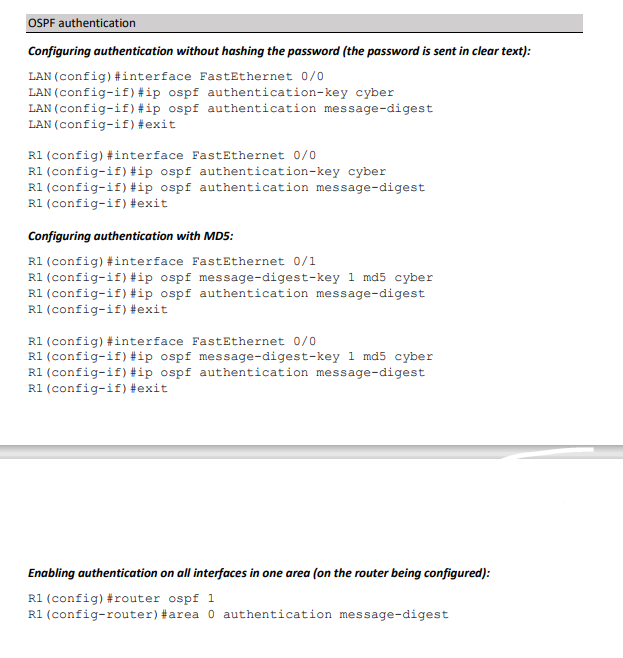 OSPF authentication
Configuring authentication without hashing the password (the password is sent in clear text):
LAN(config)#interface FastEthernet 0/0
LAN(config-if)#ip ospf authentication-key cyber
LAN(config-if)#ip ospf authentication message-digest
LAN(config-if)#exit
R1(config)#interface FastEthernet 0/0
R1(config-if)#ip ospf authentication-key cyber
R1(config-if)#ip ospf authentication message-digest
R1(config-if)#exit
Configuring authentication with MD5:
R1(config)#interface FastEthernet 0/1
R1(config-if)#ip ospf message-digest-key 1 md5 cyber
R1(config-if)#ip ospf authentication message-digest
R1(config-if)#exit
R1(config)#interface FastEthernet 0/0
R1(config-if)#ip ospf message-digest-key 1 md5 cyber
R1(config-if)#ip ospf authentication message-digest
R1(config-if)#exit
Enabling authentication on all interfaces in one area (on the router being configured):
R1(config)#router ospf 1
R1(config-router)#area 0 authentication message-digest